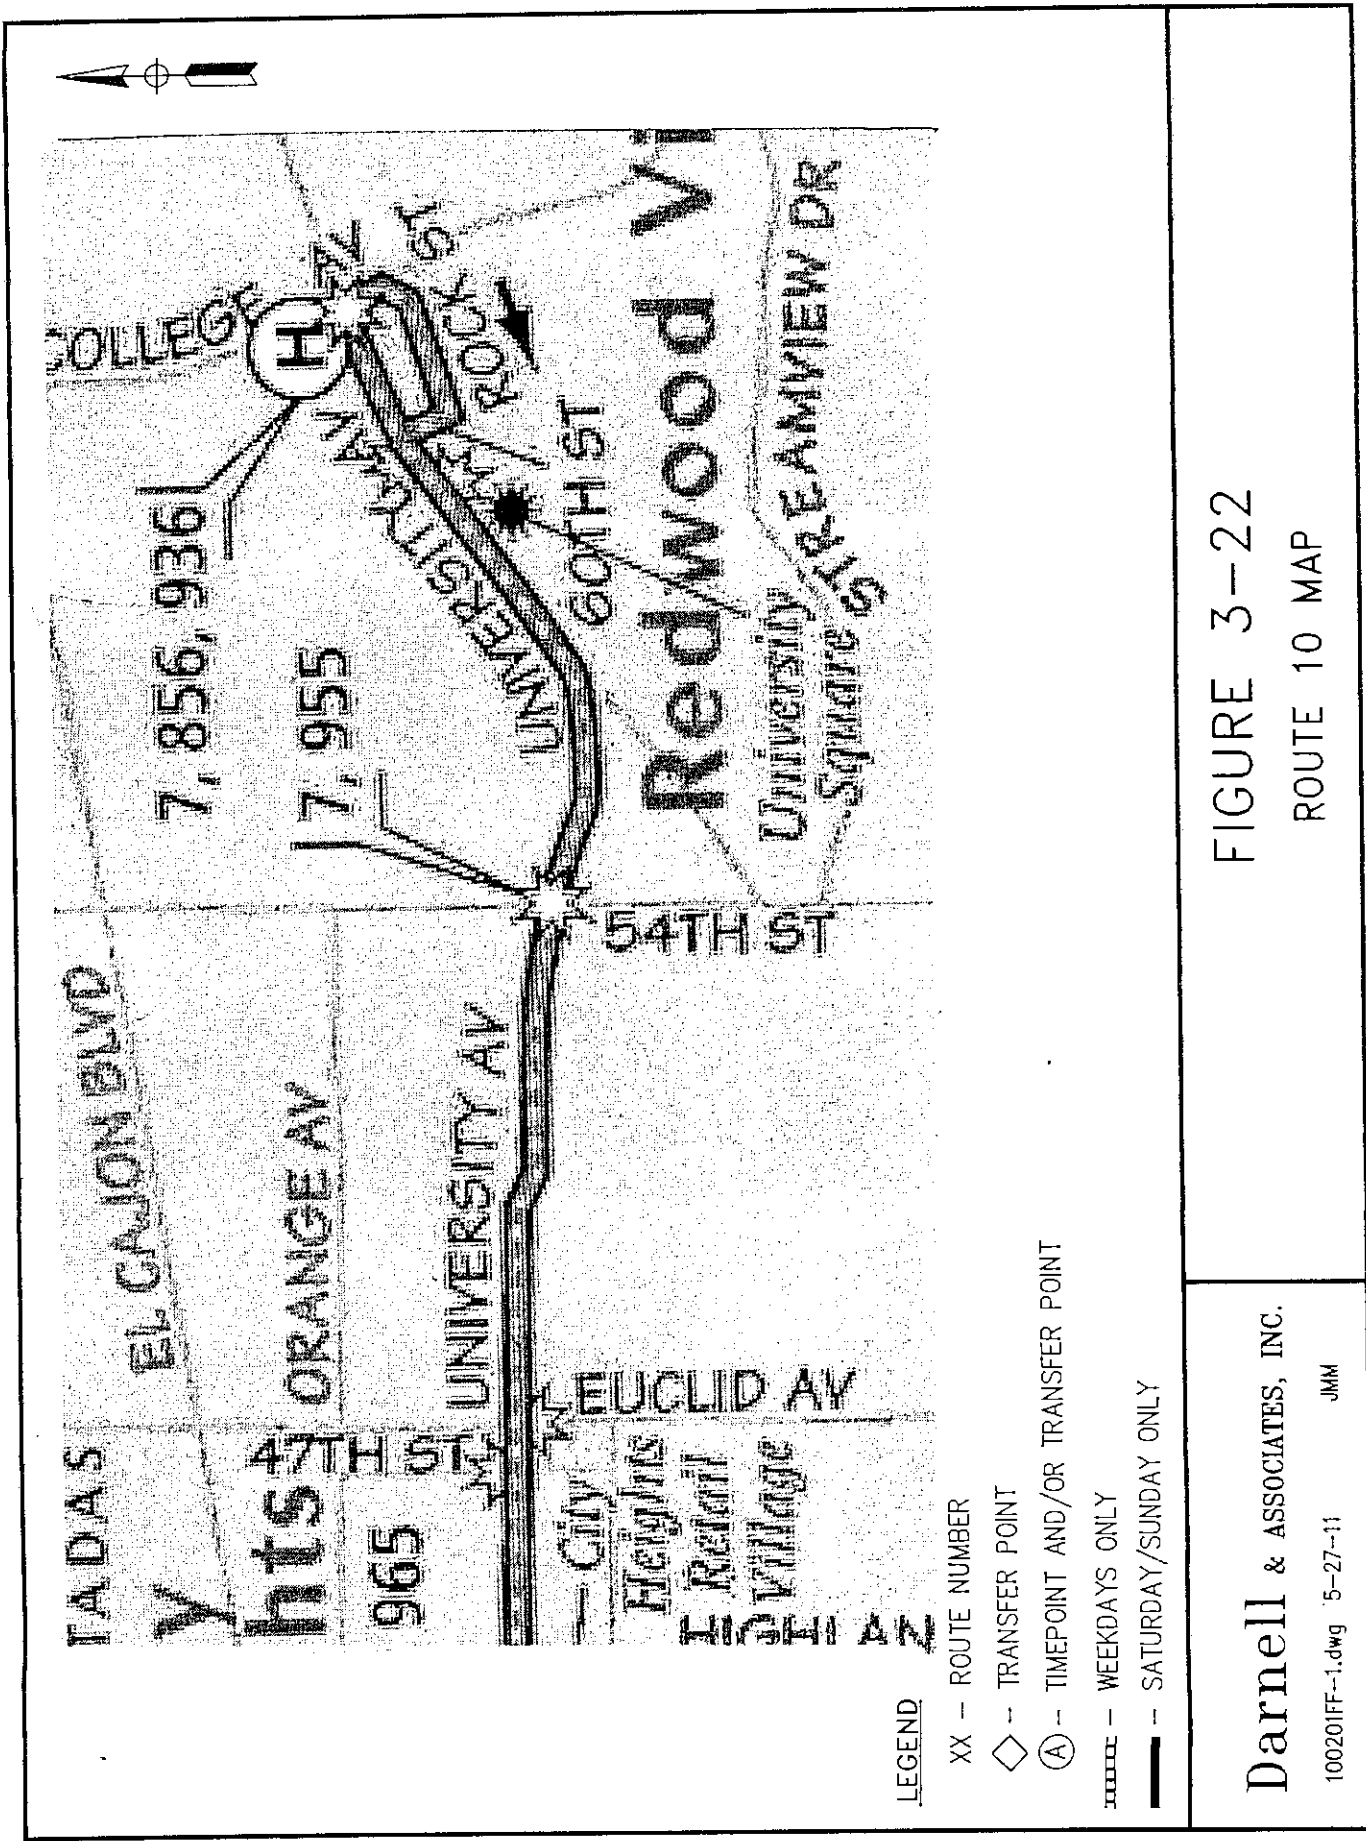 COLLEGE AV
H
7, 856, 936
7, 955
UNIVERSITY AV
ROCK ST
60TH ST
Redwood Vi
STREAMVIEW DR
University
Square
54TH ST
EL CAJON BLVD
ORANGE AV
UNIVERSITY AV
EUCLID AV
47TH ST
TADAS
y
hts
965
City
Heights
Retail
Village
HIGHLAN
LEGEND
XX - ROUTE NUMBER
- TRANSFER POINT
A - TIMEPOINT AND/OR TRANSFER POINT
- WEEKDAYS ONLY
- SATURDAY/SUNDAY ONLY
Darnell & ASSOCIATES, INC.
100201FF-1.dwg 5-27-11 JMM
FIGURE 3-22
ROUTE 10 MAP